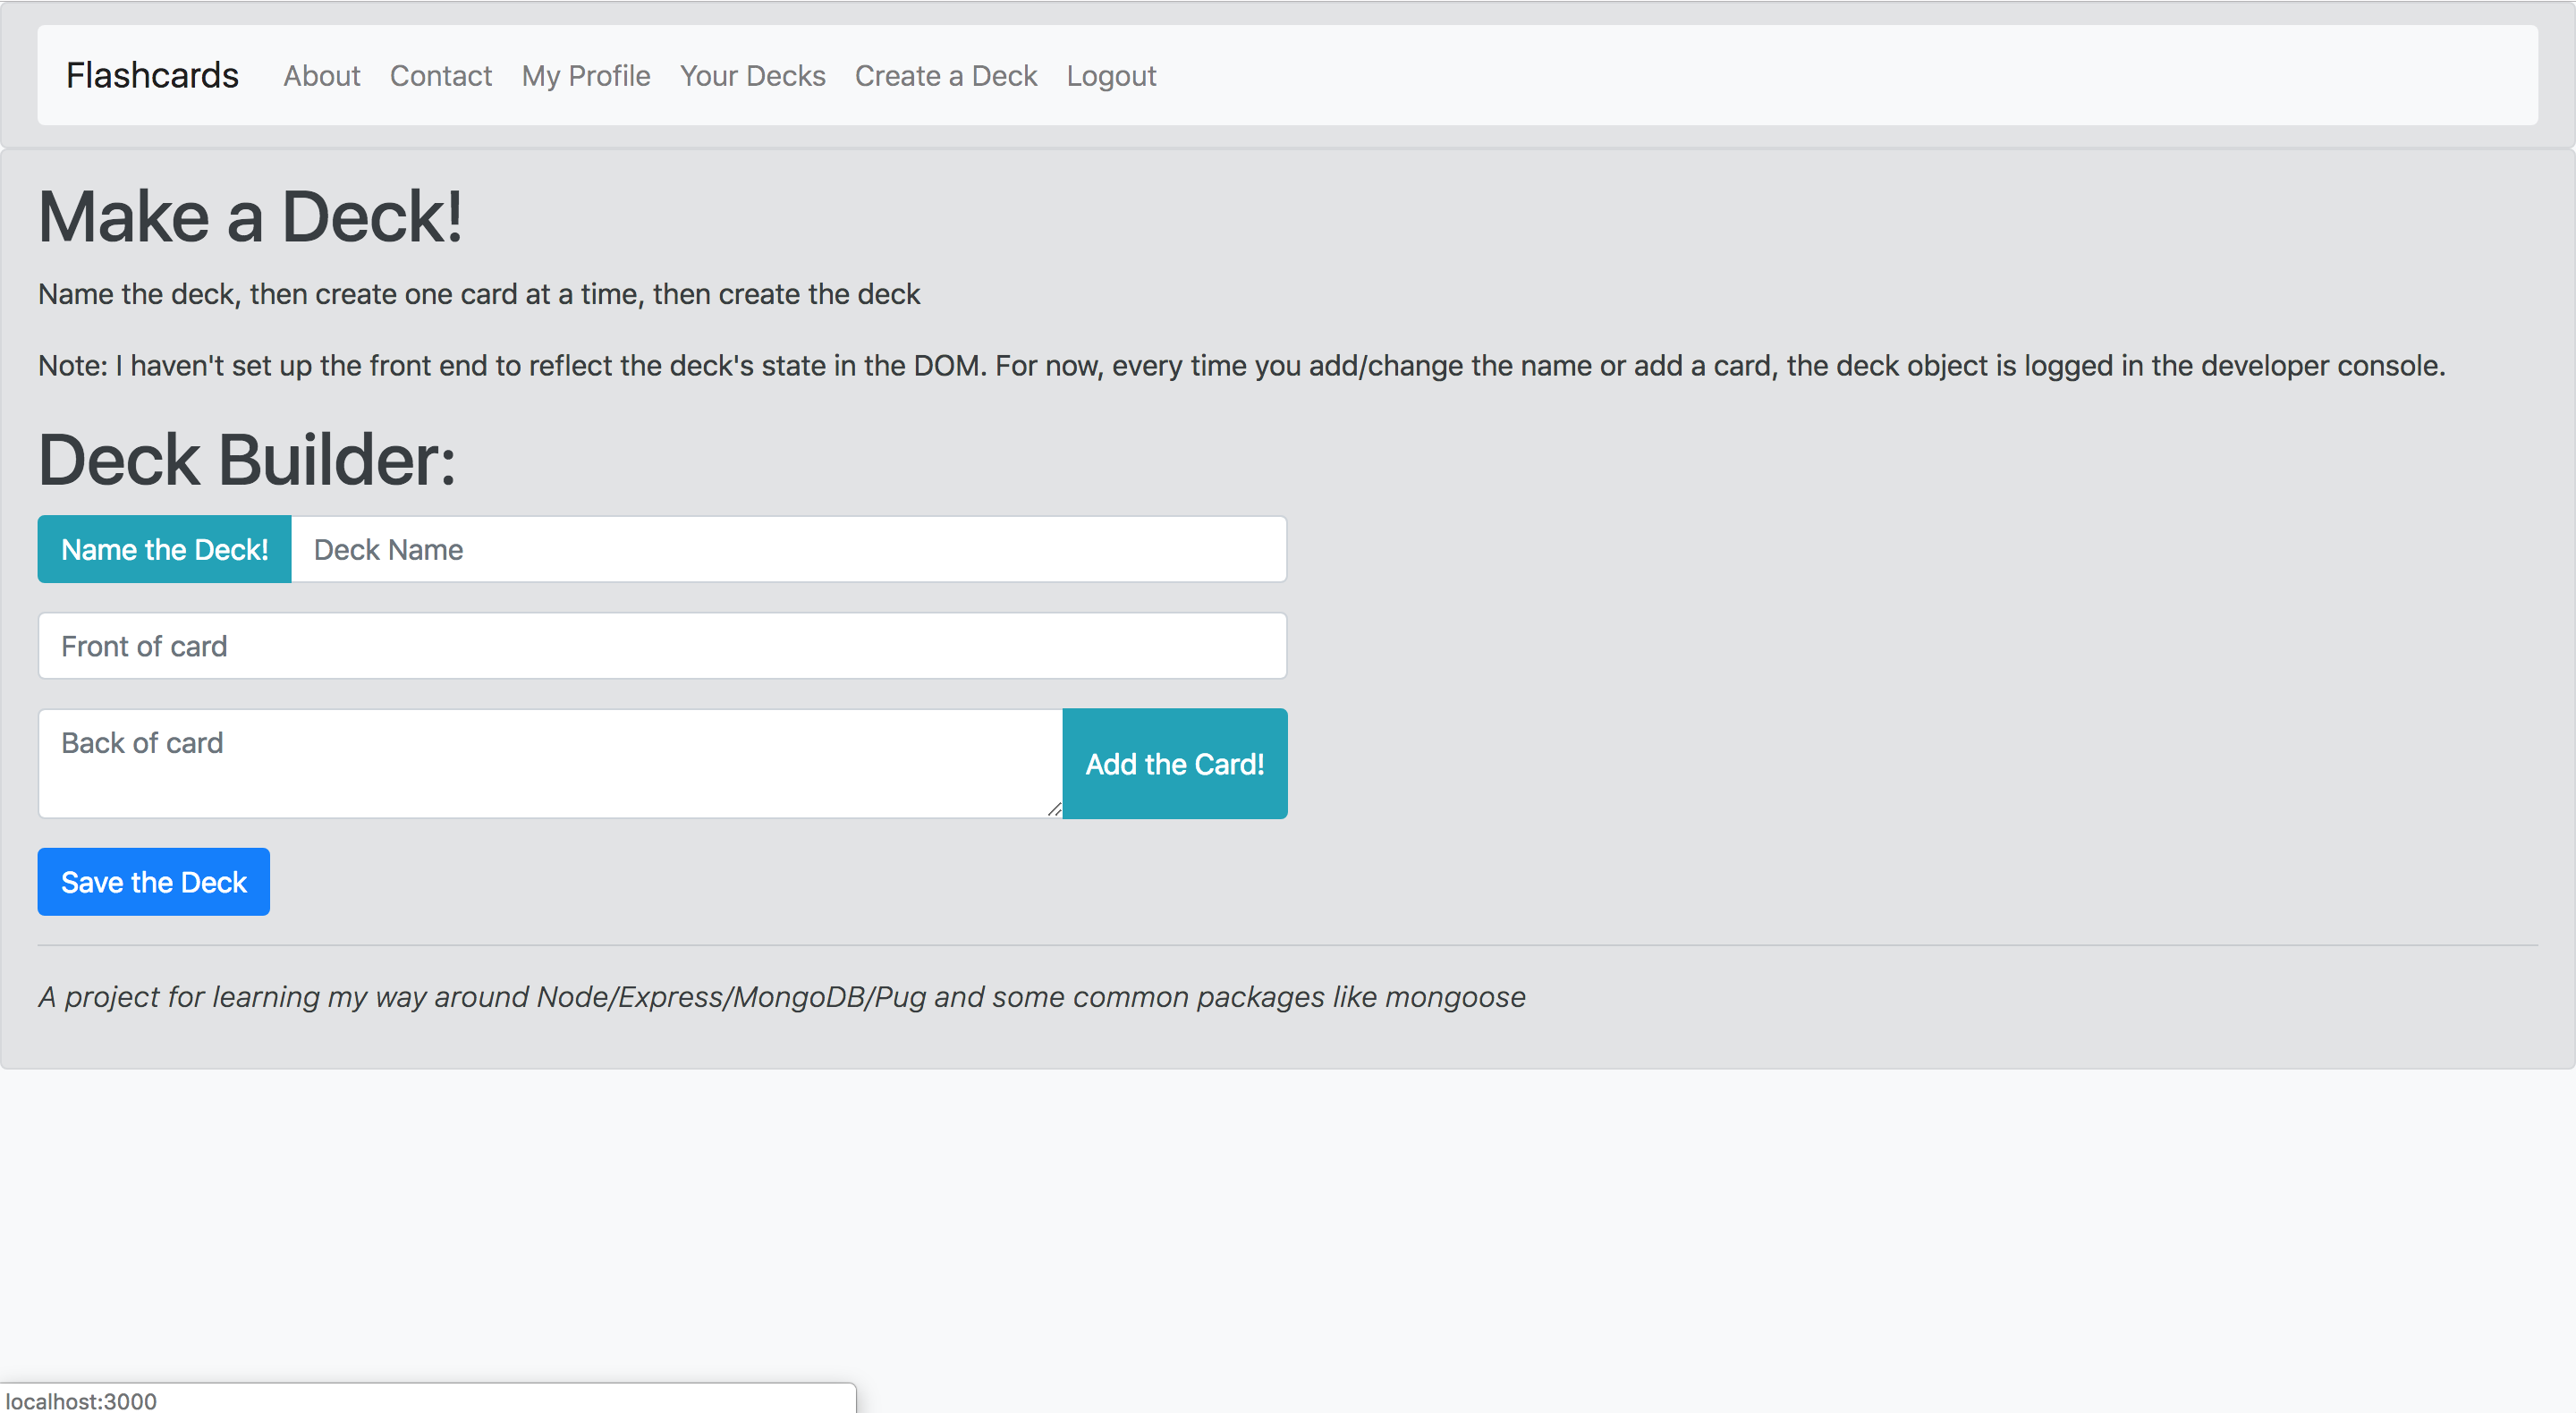 Flashcards About Contact My Profile Your Decks Create a Deck Logout
Make a Deck!
Name the deck, then create one card at a time, then create the deck
Note: I haven't set up the front end to reflect the deck's state in the DOM. For now, every time you add/change the name or add a card, the deck object is logged in the developer console.
Deck Builder:
Name the Deck! Deck Name
Front of card
Back of card
Add the Card!
Save the Deck
A project for learning my way around Node/Express/MongoDB/Pug and some common packages like mongoose
localhost:3000